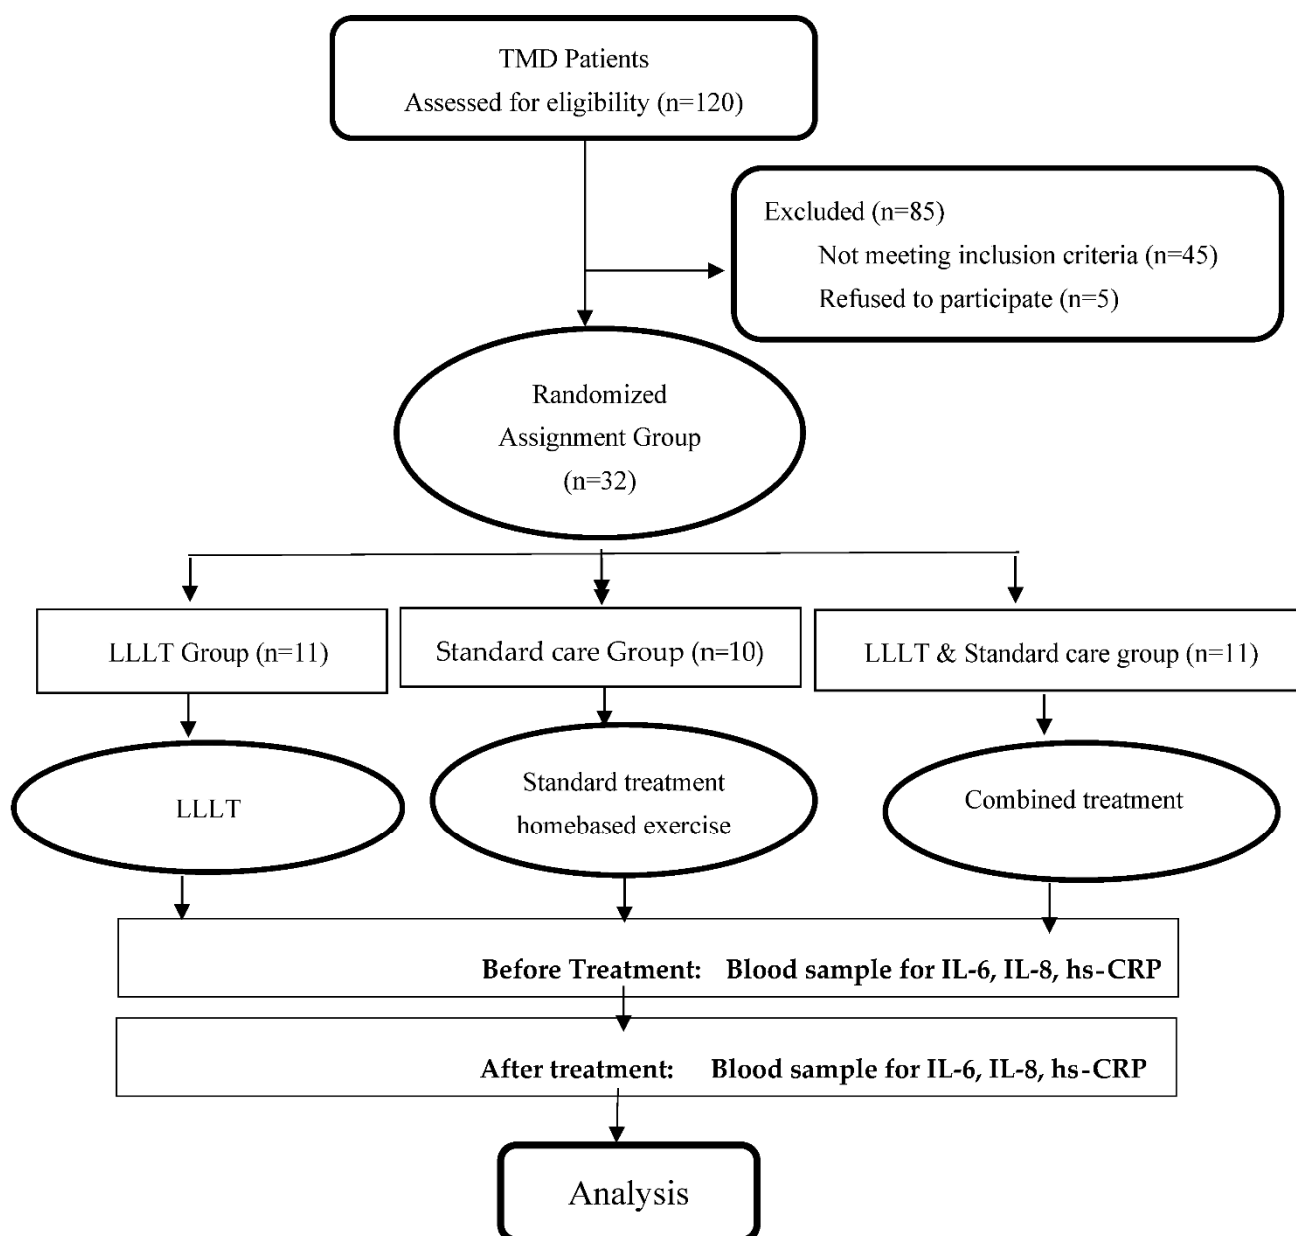 TMD Patients
Assessed for eligibility (n=120)
Excluded (n=85)
Not meeting inclusion criteria (n=45)
Refused to participate (n=5)
Randomized
Assignment Group
(n=32)
LLLT Group (n=11)
Standard care Group (n=10)
LLLT & Standard care group (n=11)
LLLT
Standard treatment
homebased exercise
Combined treatment
Before Treatment: Blood sample for IL-6, IL-8, hs-CRP
After treatment: Blood sample for IL-6, IL-8, hs-CRP
Analysis